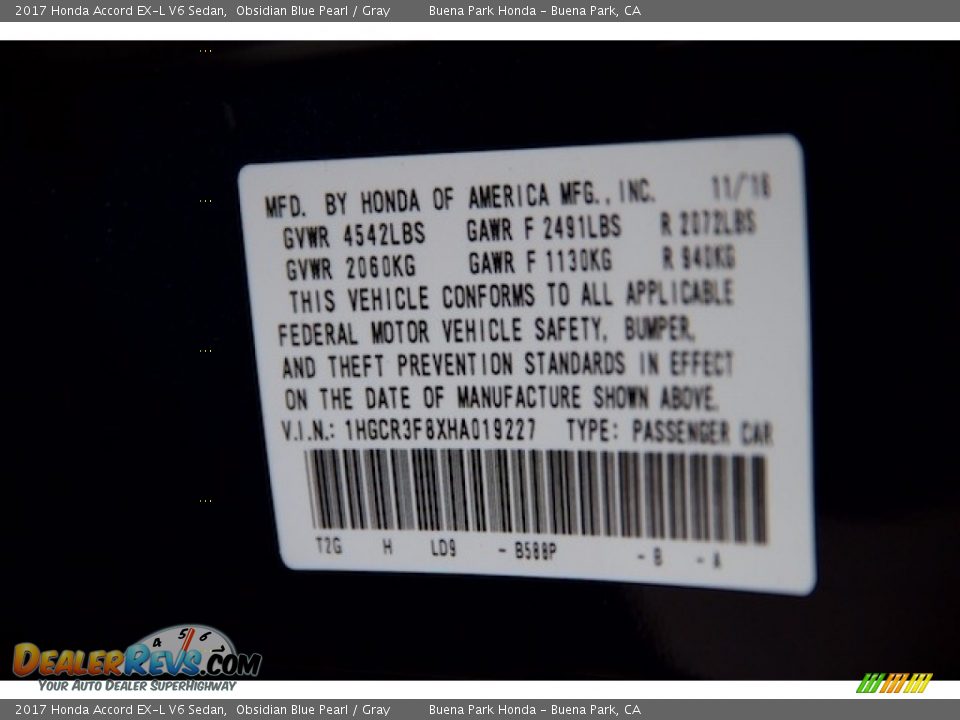 2017 Honda Accord EX-L V6 Sedan,  Obsidian Blue Pearl / Gray  Buena Park Honda - Buena Park, CA
MFD. BY HONDA OF AMERICA MFG., INC.  11/16
GVWR 4542LBS  GAWR F 2491LBS  R 2072LBS
GVWR 2060KG  GAWR F 1130KG  R 940KG
THIS VEHICLE CONFORMS TO ALL APPLICABLE
FEDERAL MOTOR VEHICLE SAFETY, BUMPER,
AND THEFT PREVENTION STANDARDS IN EFFECT
ON THE DATE OF MANUFACTURE SHOWN ABOVE.
V.I.N.: 1HGCR3F8XHA019227  TYPE: PASSENGER CAR
T2G  H  LD9  - B588P  - B  - A
4 5 6
DEALERREVS.COM
YOUR AUTO DEALER SUPERHIGHWAY
2017 Honda Accord EX-L V6 Sedan,  Obsidian Blue Pearl / Gray  Buena Park Honda - Buena Park, CA